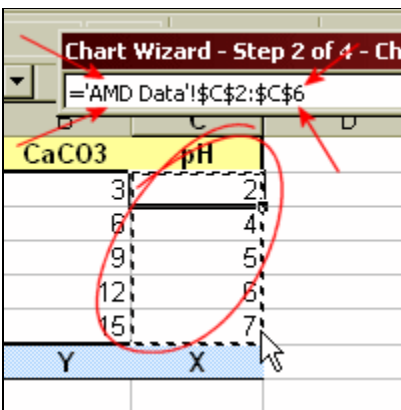 Chart Wizard - Step 2 of 4 - Ch
='AMD Data'!$C$2:$C$6
B C D
CaCO3 pH
3 2
6 4
9 5
12 6
15 7
Y X